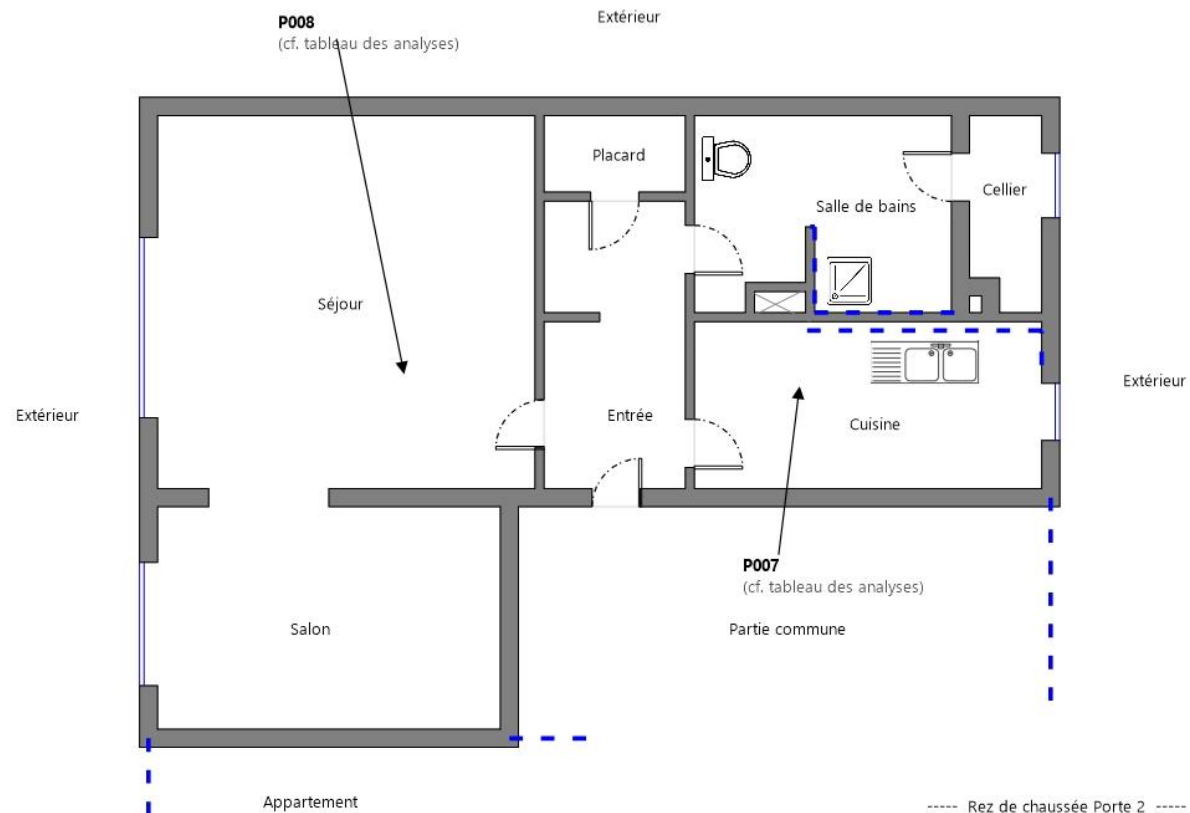 Extérieur
P008
(cf. tableau des analyses)
Placard
Cellier
Salle de bains
Séjour
Extérieur
Extérieur
Entrée
Cuisine
P007
(cf. tableau des analyses)
Salon
Partie commune
Appartement
----- Rez de chaussée Porte 2 -----